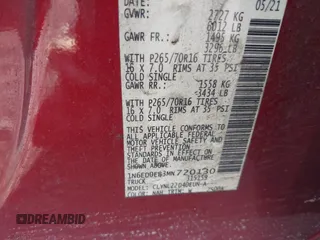 DATE: 05/21
GVWR: 2727 KG
6012 LB
GAWR FR.: 1495 KG
3296 LB
WITH P265/70R16 TIRES
16 X 7.0 RIMS AT 35 PSI
COLD SINGLE
GAWR RR.: 1558 KG
3434 LB
WITH P265/70R16 TIRES
16 X 7.0 RIMS AT 35 PSI
COLD SINGLE
THIS VEHICLE CONFORMS TO
ALL APPLICABLE FEDERAL
MOTOR VEHICLE SAFETY
STANDARDS IN EFFECT ON THE
DATE OF MANUFACTURE SHOWN
ABOVE.
720130
TRUCK
COLOR: NAH TRIM: W
DREAMBID